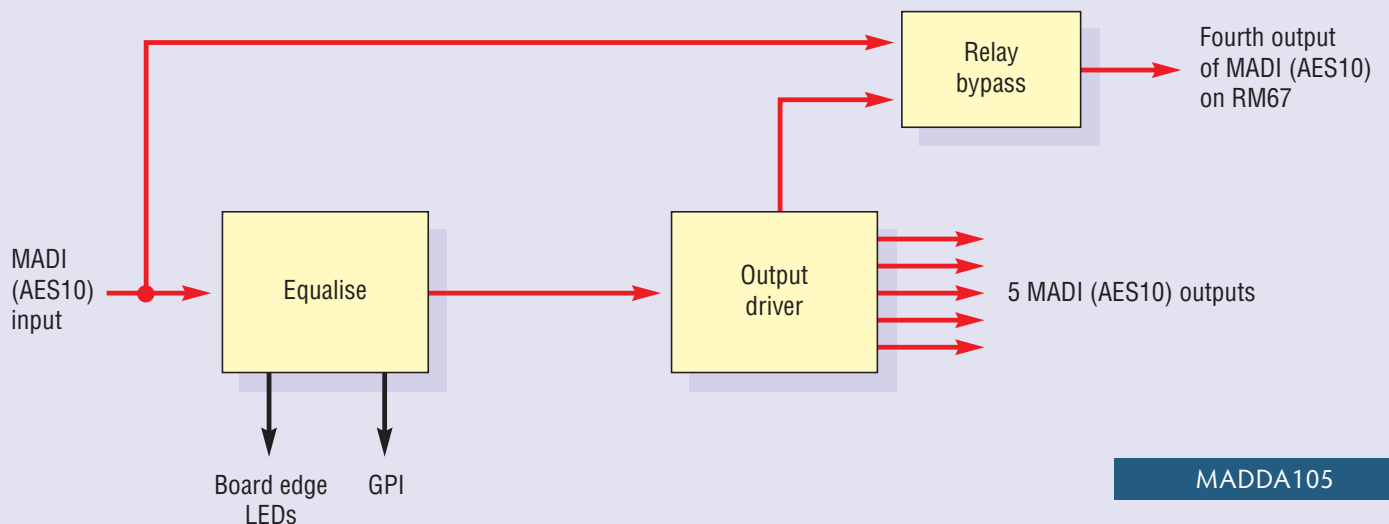 Relay
bypass
Fourth output
of MADI (AES10)
on RM67
MADI
(AES10)
input
Equalise
Output
driver
5 MADI (AES10) outputs
Board edge
LEDs
GPI
MADDA105